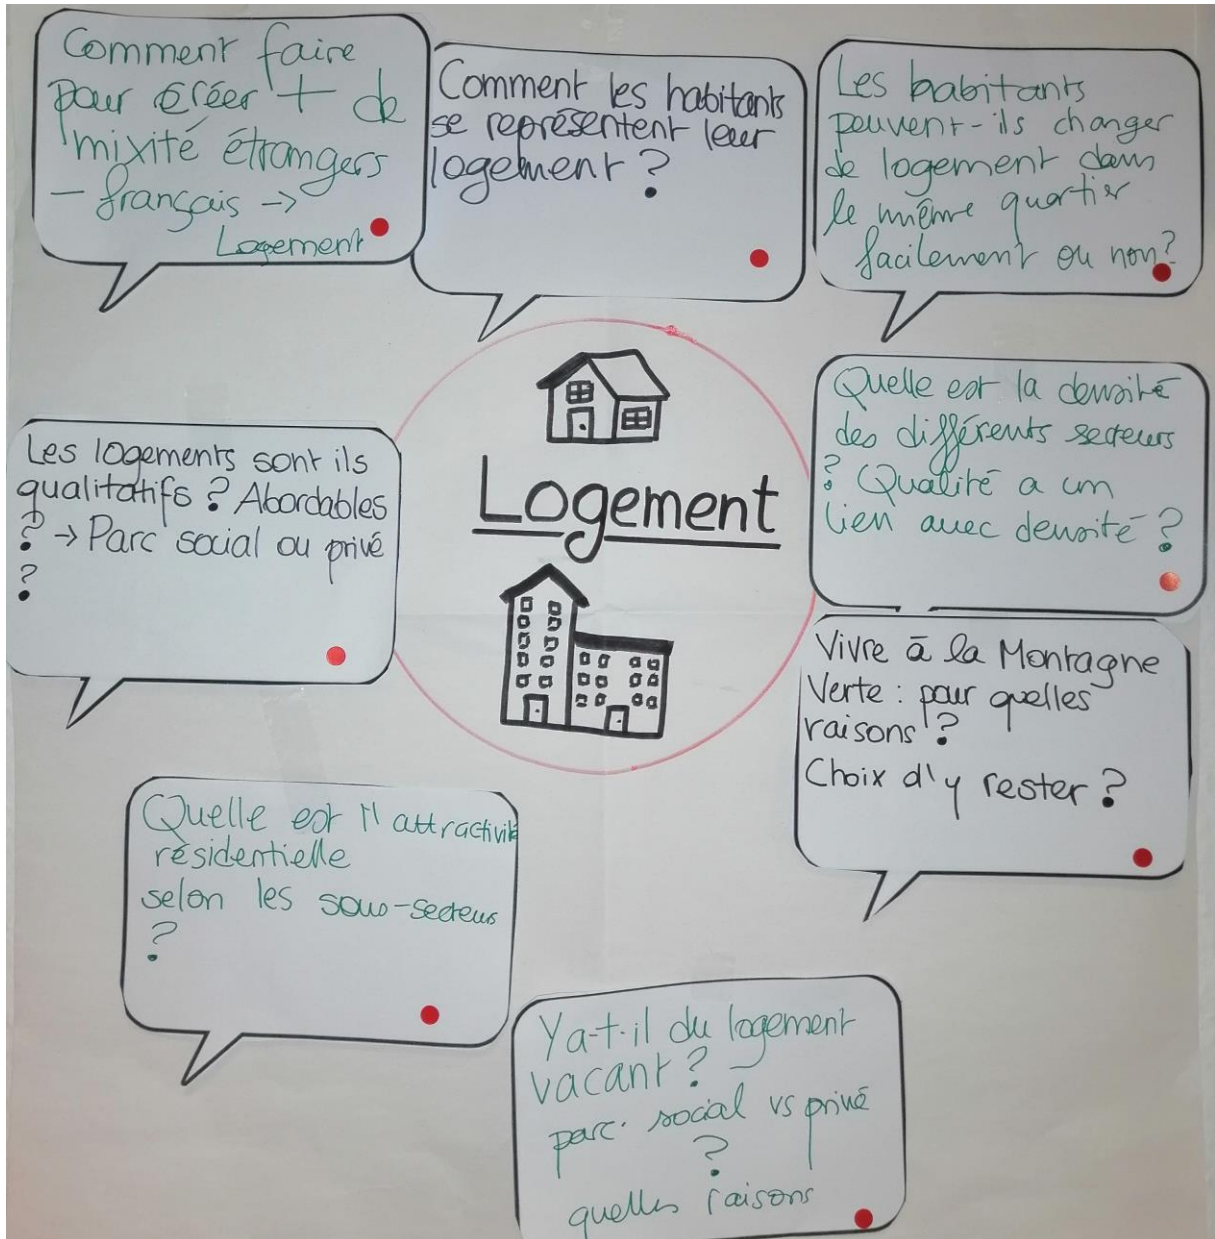 Comment faire
pour créer + de
mixité étrangers
- français →
Logement
Comment les habitants
se représentent leur
logement ?
Les habitants
peuvent-ils changer
de logement dans
le même quartier
facilement ou non?
Les logements sont ils
qualitatifs ? Abordables
? → Parc social ou privé
?
Logement
Quelle est la densité
des différents secteurs
? Qualité a un
lien avec densité ?
Vivre à la Montagne
Verte : pour quelles
raisons ?
Choix d'y rester ?
Quelle est l'attractivité
résidentielle
selon les sous-secteurs
?
Ya-t-il du logement
vacant ?
parc social vs privé
?
quelles raisons